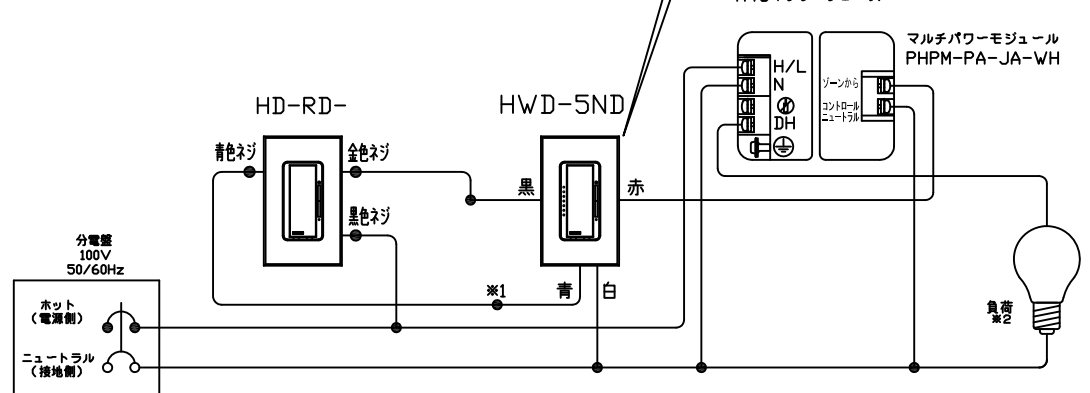 マルチパワーモジュール
PHPM-PA-JA-WH
H/L
N
DH
ゾーンから
コントロール
ニュートラル
HD-RD-
HWD-5ND
青色ネジ
金色ネジ
黒色ネジ
黒
赤
青
白
※1
分電盤
100V
50/60Hz
ホット
(電源側)
ニュートラル
(接地側)
負荷
※2